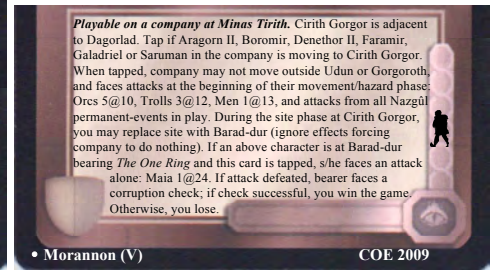 Playable on a company at Minas Tirith. Cirith Gorgor is adjacent
to Dagorlad. Tap if Aragorn II, Boromir, Denethor II, Faramir,
Galadriel or Saruman in the company is moving to Cirith Gorgor.
When tapped, company may not move outside Udun or Gorgoroth,
and faces attacks at the beginning of their movement/hazard phase:
Orcs 5@10, Trolls 3@12, Men 1@13, and attacks from all Nazgûl
permanent-events in play. During the site phase at Cirith Gorgor,
you may replace site with Barad-dur (ignore effects forcing
company to do nothing). If an above character is at Barad-dur
bearing The One Ring and this card is tapped, s/he faces an attack
alone: Maia 1@24. If attack defeated, bearer faces a
corruption check; if check successful, you win the game.
Otherwise, you lose.
• Morannon (V) COE 2009